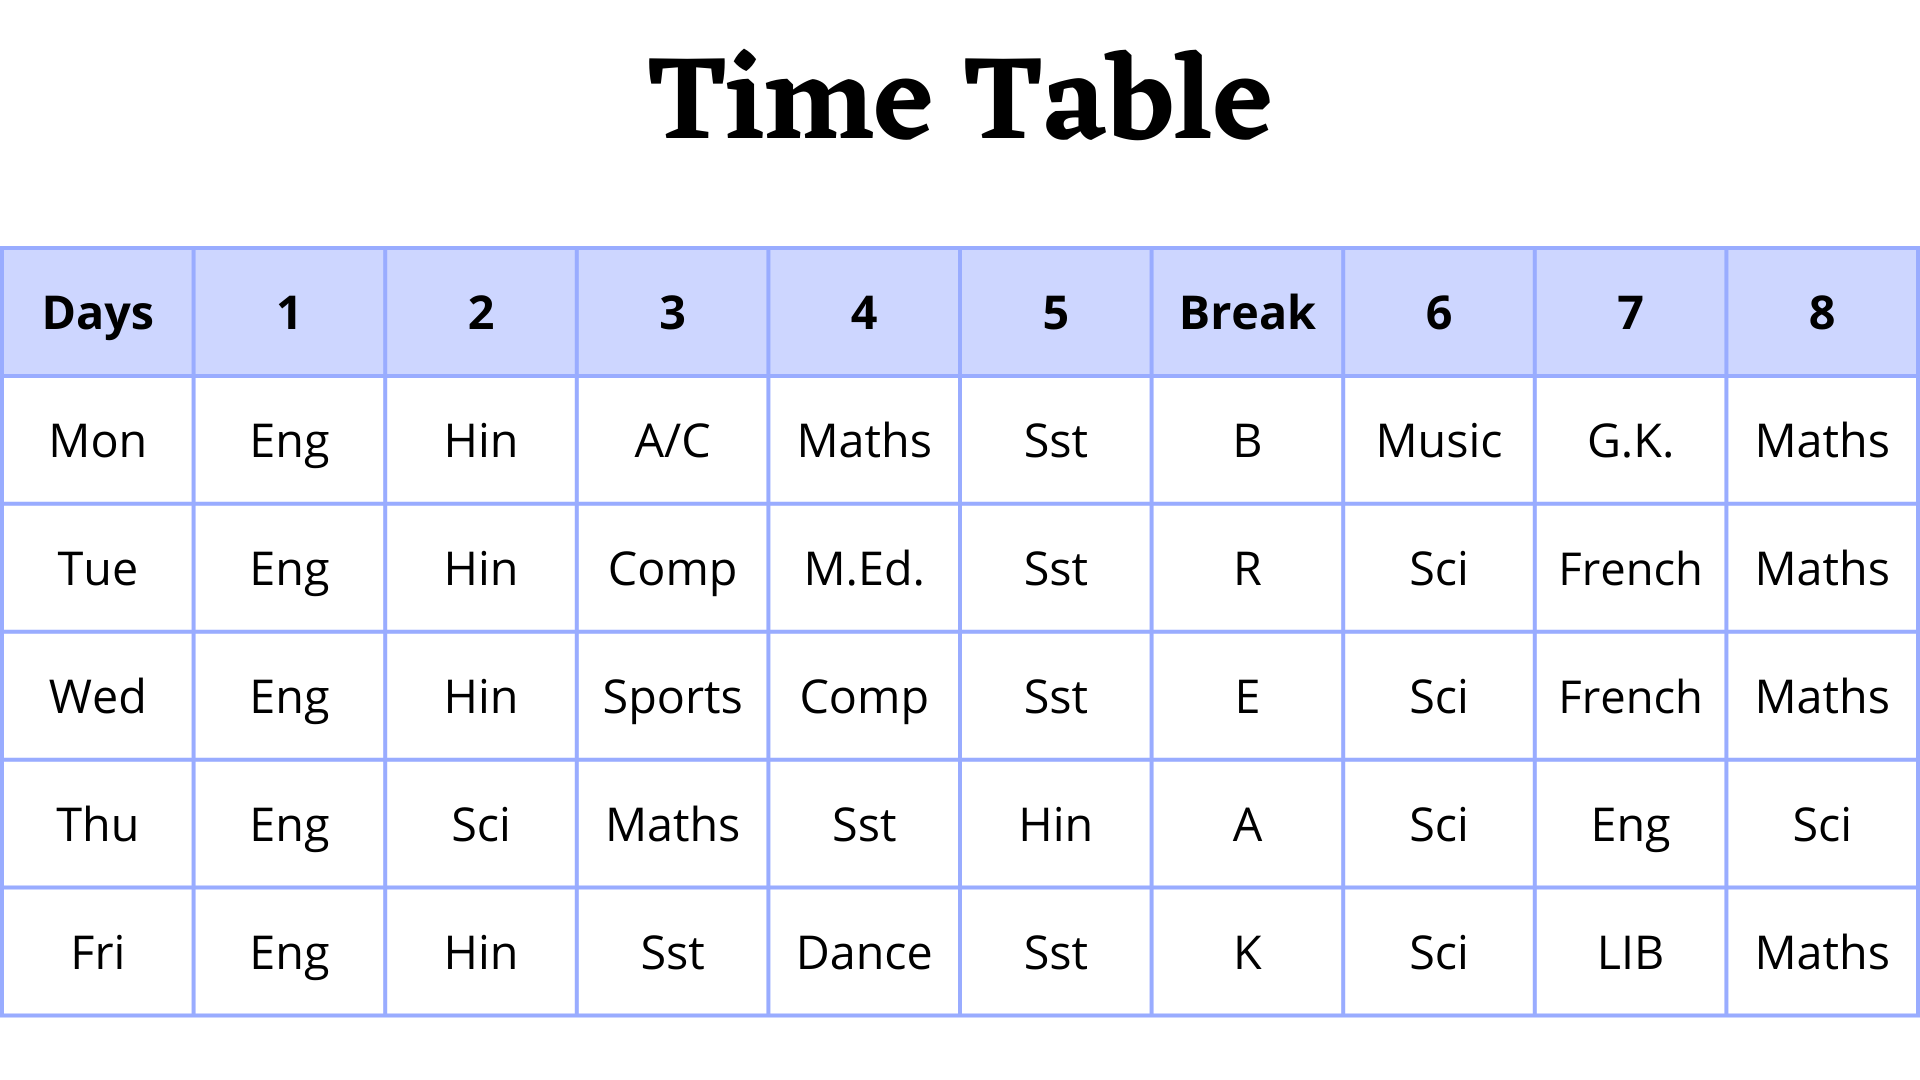 Time Table
Days 1 2 3 4 5 Break 6 7 8
Mon Eng Hin A/C Maths Sst B Music G.K. Maths
Tue Eng Hin Comp M.Ed. Sst R Sci French Maths
Wed Eng Hin Sports Comp Sst E Sci French Maths
Thu Eng Sci Maths Sst Hin A Sci Eng Sci
Fri Eng Hin Sst Dance Sst K Sci LIB Maths